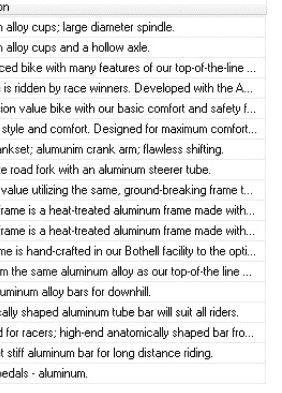 on
n alloy cups; large diameter spindle.
n alloy cups and a hollow axle.
ced bike with many features of our top-of-the-line ...
is ridden by race winners. Developed with the A...
ion value bike with our basic comfort and safety f...
style and comfort. Designed for maximum comfort...
ankset; alumunim crank arm; flawless shifting.
te road fork with an aluminum steerer tube.
value utilizing the same, ground-breaking frame t...
frame is a heat-treated aluminum frame made with...
frame is a heat-treated aluminum frame made with...
me is hand-crafted in our Bothell facility to the opti...
m the same aluminum alloy as our top-of-the line ...
uminum alloy bars for downhill.
cally shaped aluminum tube bar will suit all riders.
d for racers; high-end anatomically shaped bar fro...
t stiff aluminum bar for long distance riding.
pedals - aluminum.